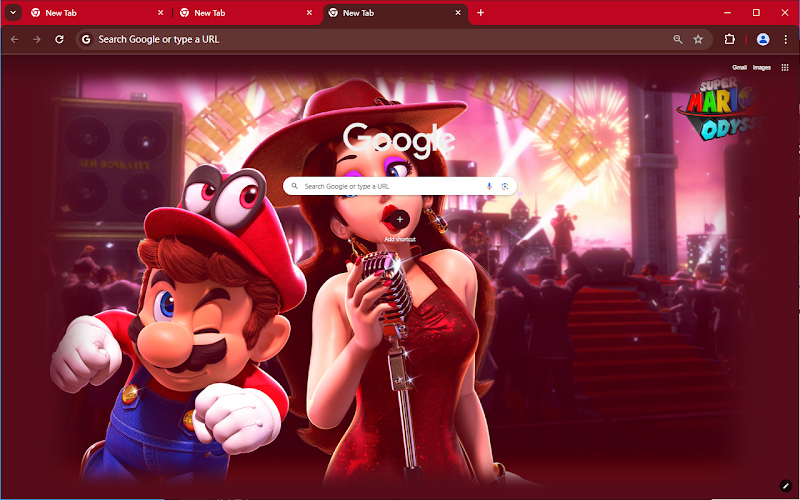 New Tab
New Tab
New Tab
Search Google or type a URL
Gmail Images
SUPER
MARIO
ODYSS
Google
Search Google or type a URL
Add shortcut